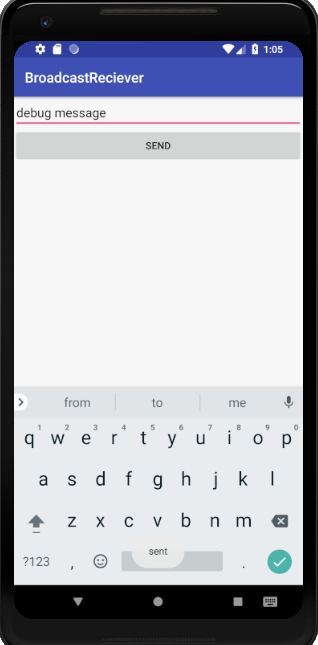 1:05
BroadcastReciever
debug message
SEND
from to me
1 2 3 4 5 6 7 8 9 0
q w e r t y u i o p
a s d f g h j k l
z x c v b n m
?123 , .
sent